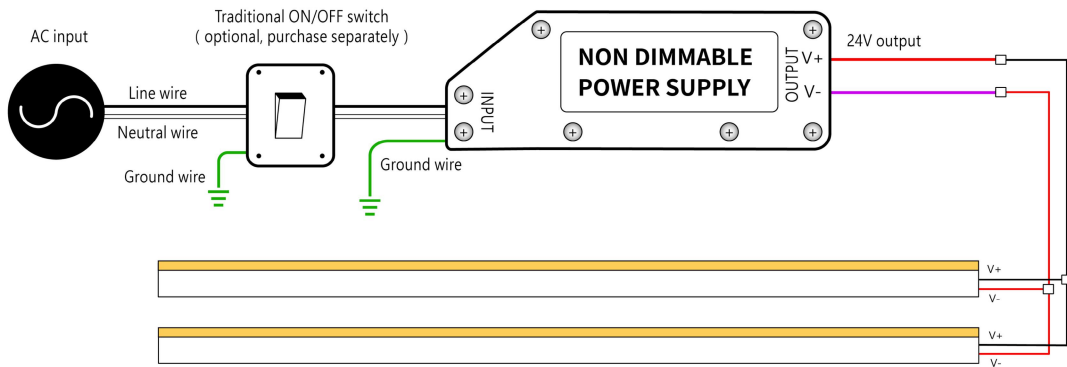 AC input
Traditional ON/OFF switch
( optional, purchase separately )
Line wire
Neutral wire
Ground wire
Ground wire
INPUT
NON DIMMABLE
POWER SUPPLY
OUTPUT
V+
V-
24V output
V+
V-
V+
V-